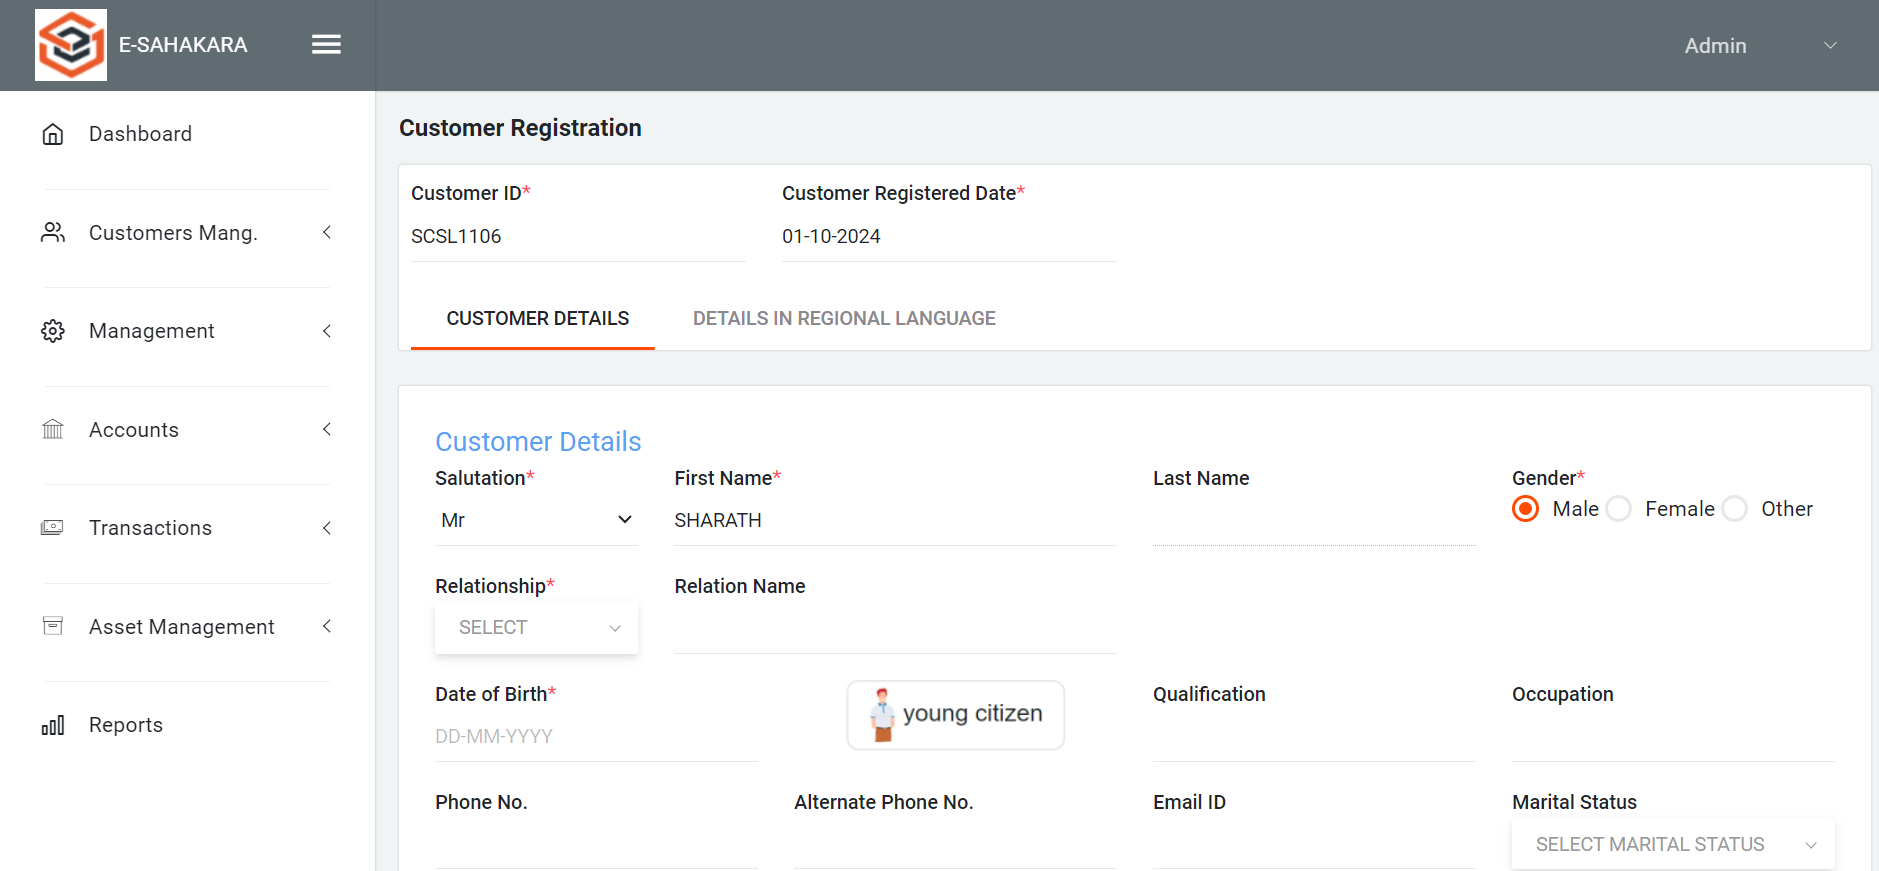 E-SAHAKARA
Admin
Dashboard
Customers Mang.
Management
Accounts
Transactions
Asset Management
Reports
Customer Registration
Customer ID* Customer Registered Date*
SCSL1106 01-10-2024
CUSTOMER DETAILS DETAILS IN REGIONAL LANGUAGE
Customer Details
Salutation* First Name* Last Name Gender*
Mr SHARATH Male Female Other
Relationship* Relation Name
SELECT
Date of Birth* young citizen Qualification Occupation
DD-MM-YYYY
Phone No. Alternate Phone No. Email ID Marital Status
SELECT MARITAL STATUS